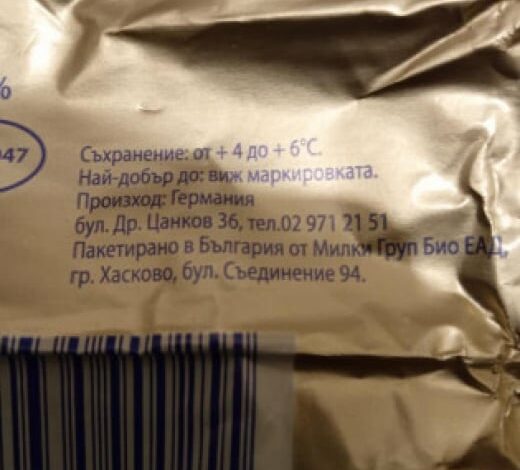 %
047
Съхранение: от + 4 до + 6°C.
Най-добър до: виж маркировката.
Произход: Германия
бул. Др. Цанков 36, тел.02 971 21 51
Пакетирано в България от Милки Груп Био ЕАД,
гр. Хасково, бул. Съединение 94.